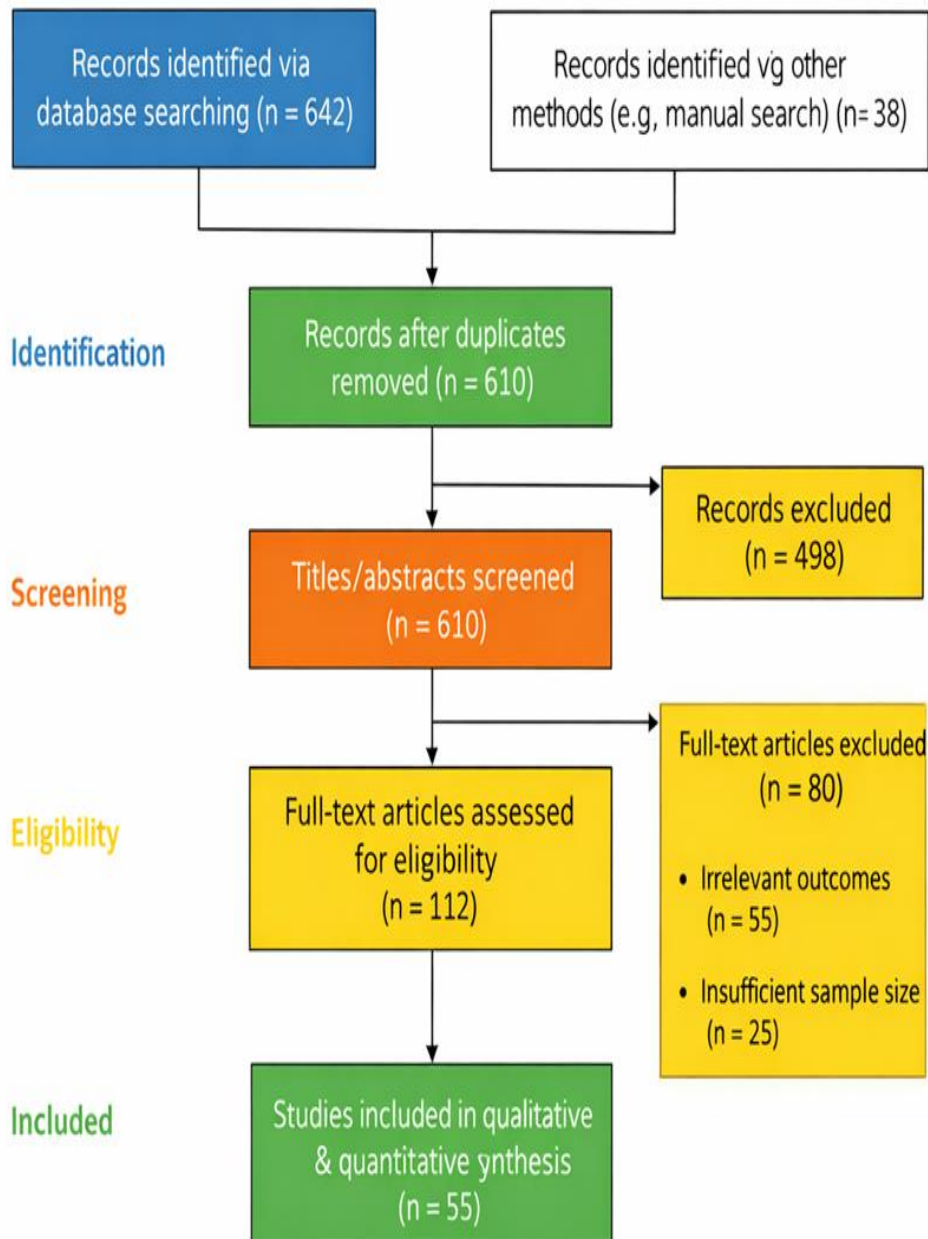 Records identified via
database searching (n = 642)
Records identified vg other
methods (e.g, manual search) (n= 38)
Identification
Records after duplicates
removed (n = 610)
Records excluded
(n = 498)
Screening
Titles/abstracts screened
(n = 610)
Full-text articles excluded
(n = 80)
• Irrelevant outcomes
(n = 55)
• Insufficient sample size
(n = 25)
Eligibility
Full-text articles assessed
for eligibility
(n = 112)
Included
Studies included in qualitative
& quantitative ynthesis
(n = 55)